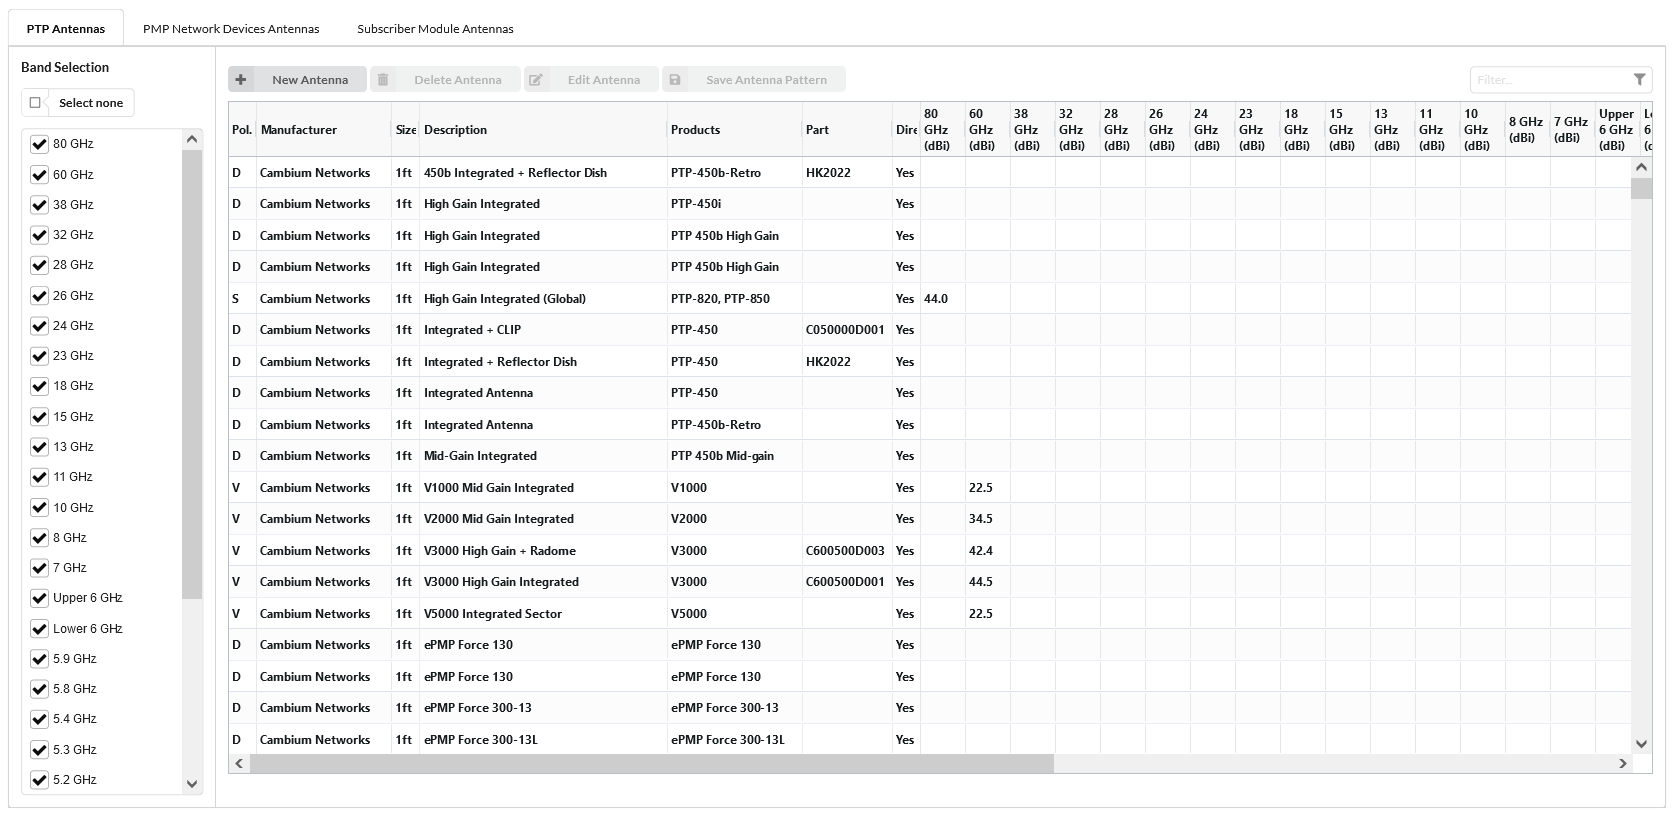 PTP Antennas PMP Network Devices Antennas Subscriber Module Antennas
Band Selection
Select none
80 GHz
60 GHz
38 GHz
32 GHz
28 GHz
26 GHz
24 GHz
23 GHz
18 GHz
15 GHz
13 GHz
11 GHz
10 GHz
8 GHz
7 GHz
Upper 6 GHz
Lower 6 GHz
5.9 GHz
5.8 GHz
5.4 GHz
5.3 GHz
5.2 GHz
New Antenna Delete Antenna Edit Antenna Save Antenna Pattern Filter...
Pol. Manufacturer Size Description Products Part Dire 80 GHz (dBi) 60 GHz (dBi) 38 GHz (dBi) 32 GHz (dBi) 28 GHz (dBi) 26 GHz (dBi) 24 GHz (dBi) 23 GHz (dBi) 18 GHz (dBi) 15 GHz (dBi) 13 GHz (dBi) 11 GHz (dBi) 10 GHz (dBi) 8 GHz (dBi) 7 GHz (dBi) Upper 6 GHz (dBi)
D Cambium Networks 1ft 450b Integrated + Reflector Dish PTP-450b-Retro HK2022 Yes
D Cambium Networks 1ft High Gain Integrated PTP-450i Yes
D Cambium Networks 1ft High Gain Integrated PTP 450b High Gain Yes
D Cambium Networks 1ft High Gain Integrated PTP 450b High Gain Yes
S Cambium Networks 1ft High Gain Integrated (Global) PTP-820, PTP-850 Yes 44.0
D Cambium Networks 1ft Integrated + CLIP PTP-450 C050000D001 Yes
D Cambium Networks 1ft Integrated + Reflector Dish PTP-450 HK2022 Yes
D Cambium Networks 1ft Integrated Antenna PTP-450 Yes
D Cambium Networks 1ft Integrated Antenna PTP-450b-Retro Yes
D Cambium Networks 1ft Mid-Gain Integrated PTP 450b Mid-gain Yes
V Cambium Networks 1ft V1000 Mid Gain Integrated V1000 Yes 22.5
V Cambium Networks 1ft V2000 Mid Gain Integrated V2000 Yes 34.5
V Cambium Networks 1ft V3000 High Gain + Radome V3000 C600500D003 Yes 42.4
V Cambium Networks 1ft V3000 High Gain Integrated V3000 C600500D001 Yes 44.5
V Cambium Networks 1ft V5000 Integrated Sector V5000 Yes 22.5
D Cambium Networks 1ft ePMP Force 130 ePMP Force 130 Yes
D Cambium Networks 1ft ePMP Force 130 ePMP Force 130 Yes
D Cambium Networks 1ft ePMP Force 300-13 ePMP Force 300-13 Yes
D Cambium Networks 1ft ePMP Force 300-13L ePMP Force 300-13L Yes